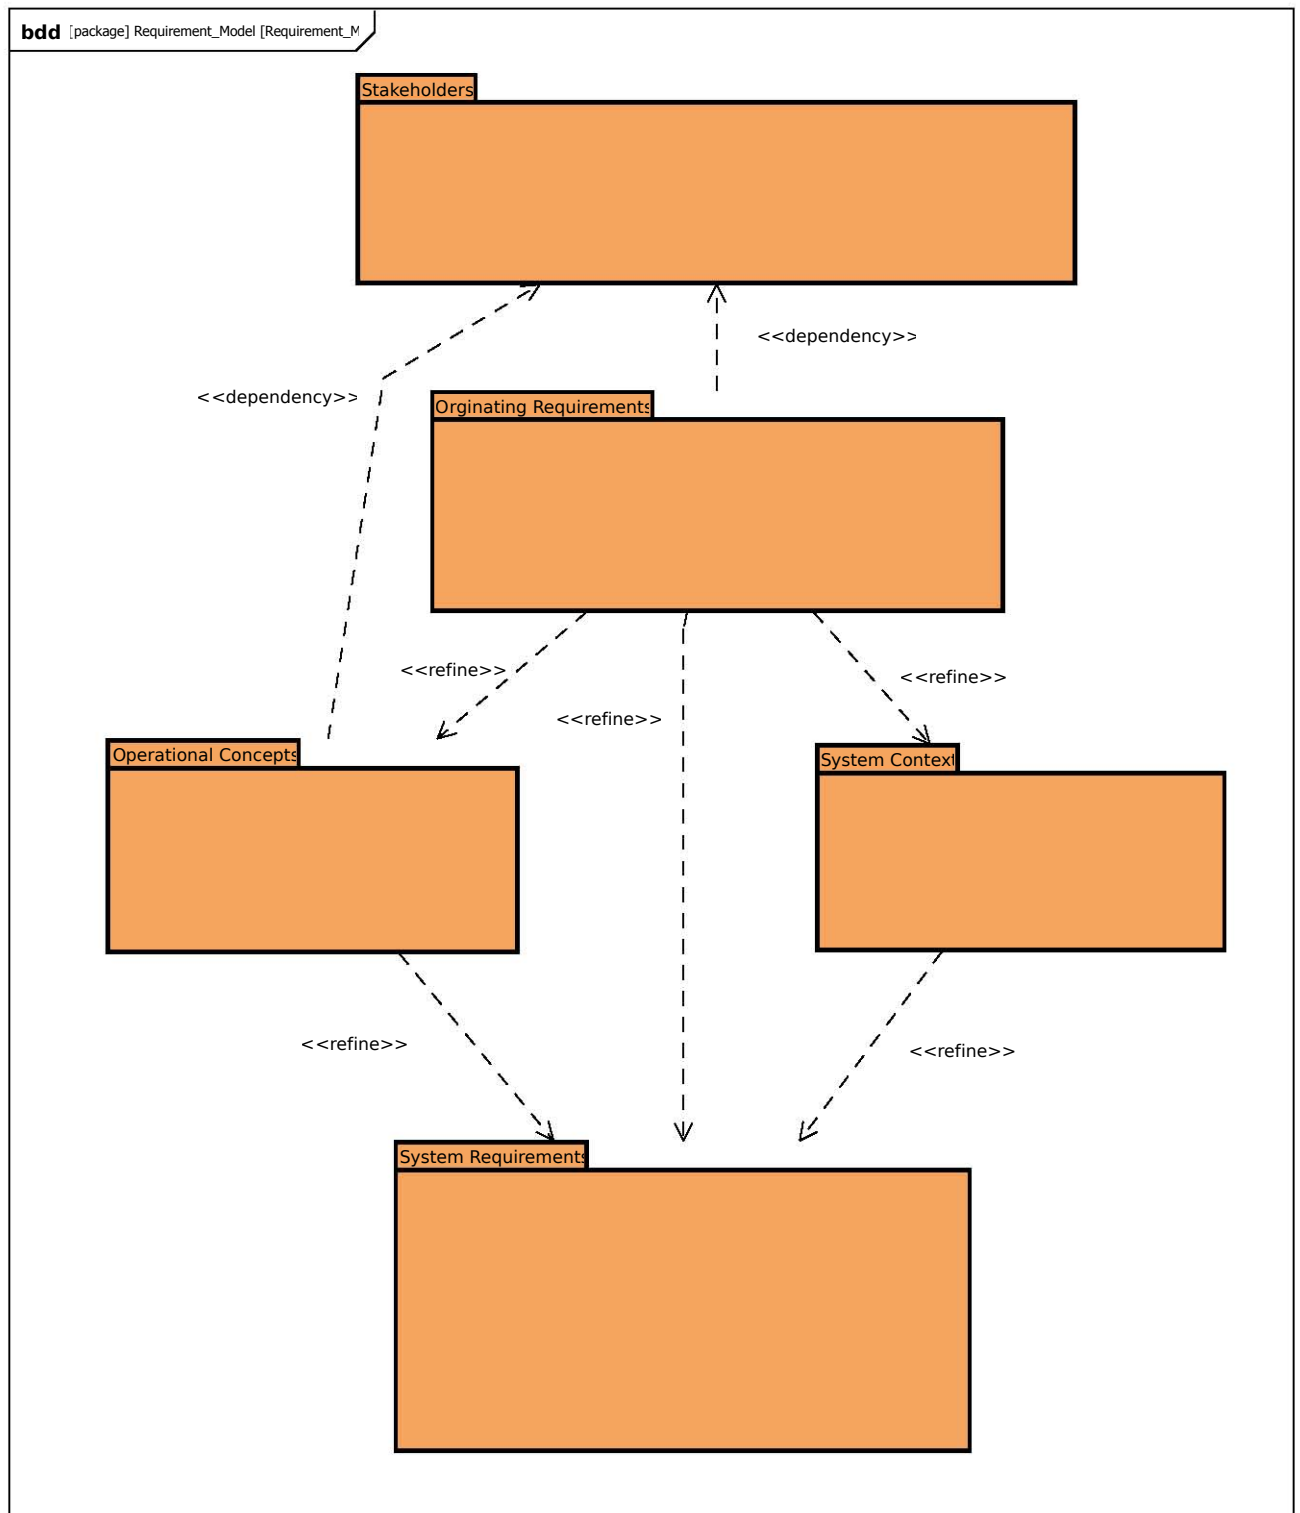 bdd [package] Requirement_Model [Requirement_M
Stakeholders
<<dependency>>
<<dependency>>
Orginating Requirements
<<refine>>
<<refine>>
<<refine>>
Operational Concepts
System Context
<<refine>>
<<refine>>
System Requirements